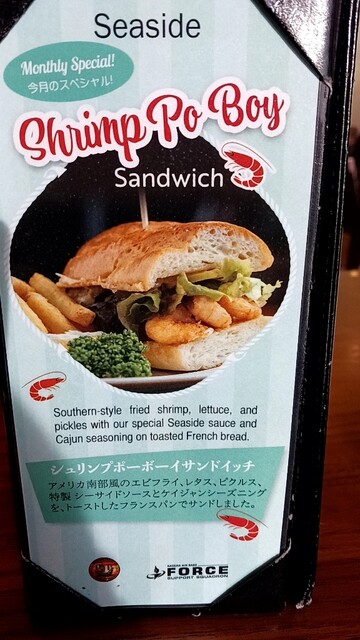 Seaside
Monthly Special!
今月のスペシャル!
Shrimp Po Boy
Sandwich
Southern-style fried shrimp, lettuce, and
pickles with our special Seaside sauce and
Cajun seasoning on toasted French bread.
シュリンプポーボーイサンドイッチ
アメリカ南部風のエビフライ、レタス、ピクルス、
特製 シーサイドソースとケイジャンシーズニング
を、トーストしたフランスパンでサンドしました。
FORCE
SUPPORT SQUADRON